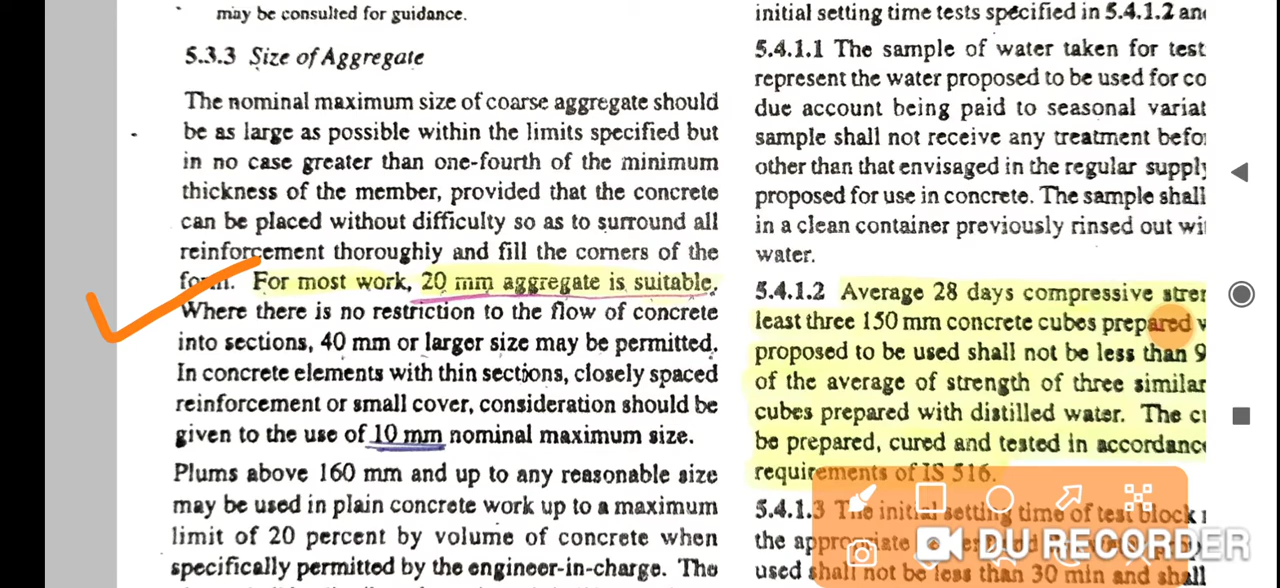 may be consulted for guidance.
5.3.3 Size of Aggregate
The nominal maximum size of coarse aggregate should
be as large as possible within the limits specified but
in no case greater than one-fourth of the minimum
thickness of the member, provided that the concrete
can be placed without difficulty so as to surround all
reinforcement thoroughly and fill the corners of the
form. For most work, 20 mm aggregate is suitable.
Where there is no restriction to the flow of concrete
into sections, 40 mm or larger size may be permitted.
In concrete elements with thin sections, closely spaced
reinforcement or small cover, consideration should be
given to the use of 10 mm nominal maximum size.
Plums above 160 mm and up to any reasonable size
may be used in plain concrete work up to a maximum
limit of 20 percent by volume of concrete when
specifically permitted by the engineer-in-charge. The
initial setting time tests specified in 5.4.1.2 and
5.4.1.1 The sample of water taken for test
represent the water proposed to be used for co
due account being paid to seasonal variat
sample shall not receive any treatment befo
other than that envisaged in the regular supply
proposed for use in concrete. The sample shall
in a clean container previously rinsed out wi
water.
5.4.1.2 Average 28 days compressive stren
least three 150 mm concrete cubes prepared w
proposed to be used shall not be less than 9
of the average of strength of three similar
cubes prepared with distilled water. The cu
be prepared, cured and tested in accordance
requirements of IS 516.
5.4.1.3 The initial setting time of test block
the appropriate
used shall not be less than 30 min and shall
DU RECORDER